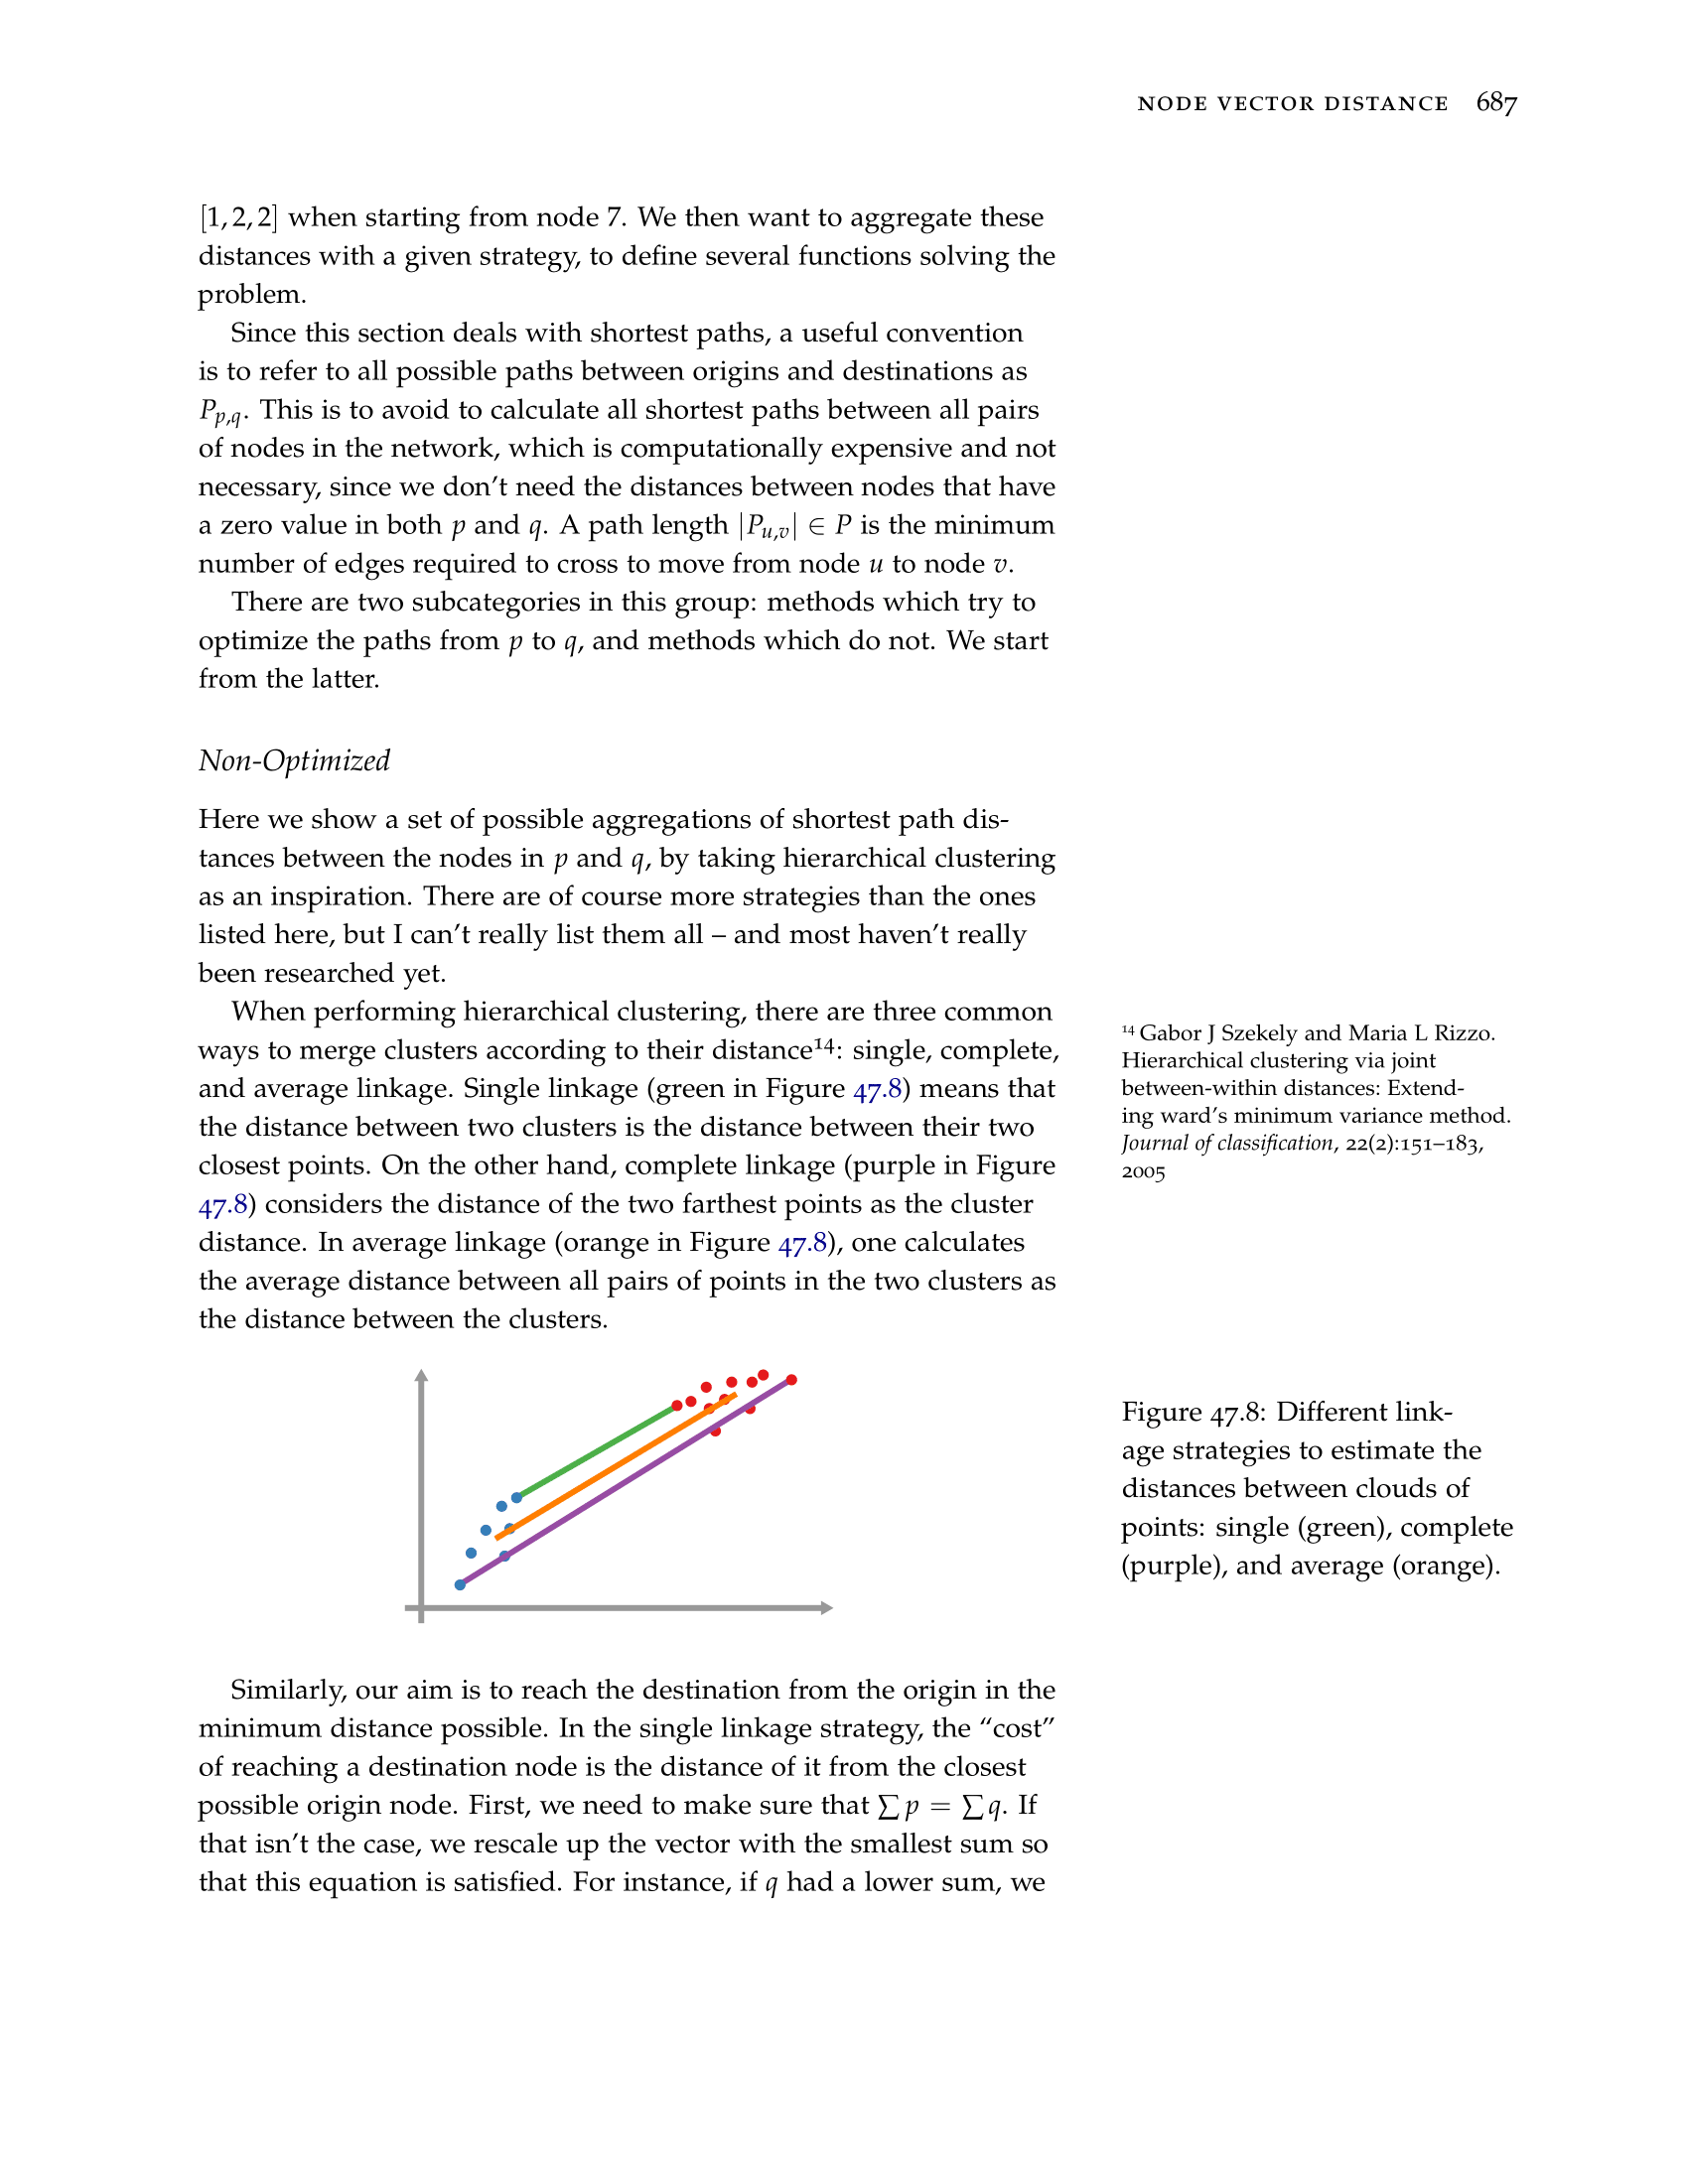 NODE VECTOR DISTANCE 687
[1, 2, 2] when starting from node 7. We then want to aggregate these
distances with a given strategy, to define several functions solving the
problem.
Since this section deals with shortest paths, a useful convention
is to refer to all possible paths between origins and destinations as
P_{p,q}. This is to avoid to calculate all shortest paths between all pairs
of nodes in the network, which is computationally expensive and not
necessary, since we don't need the distances between nodes that have
a zero value in both p and q. A path length |P_{u,v}| ∈ P is the minimum
number of edges required to cross to move from node u to node v.
There are two subcategories in this group: methods which try to
optimize the paths from p to q, and methods which do not. We start
from the latter.
Non-Optimized
Here we show a set of possible aggregations of shortest path dis-
tances between the nodes in p and q, by taking hierarchical clustering
as an inspiration. There are of course more strategies than the ones
listed here, but I can't really list them all – and most haven't really
been researched yet.
When performing hierarchical clustering, there are three common
ways to merge clusters according to their distance¹⁴: single, complete,
and average linkage. Single linkage (green in Figure 47.8) means that
the distance between two clusters is the distance between their two
closest points. On the other hand, complete linkage (purple in Figure
47.8) considers the distance of the two farthest points as the cluster
distance. In average linkage (orange in Figure 47.8), one calculates
the average distance between all pairs of points in the two clusters as
the distance between the clusters.
¹⁴ Gabor J Szekely and Maria L Rizzo.
Hierarchical clustering via joint
between-within distances: Extend-
ing ward's minimum variance method.
Journal of classification, 22(2):151–183,
2005
Figure 47.8: Different link-
age strategies to estimate the
distances between clouds of
points: single (green), complete
(purple), and average (orange).
Similarly, our aim is to reach the destination from the origin in the
minimum distance possible. In the single linkage strategy, the “cost”
of reaching a destination node is the distance of it from the closest
possible origin node. First, we need to make sure that ∑ p = ∑ q. If
that isn't the case, we rescale up the vector with the smallest sum so
that this equation is satisfied. For instance, if q had a lower sum, we